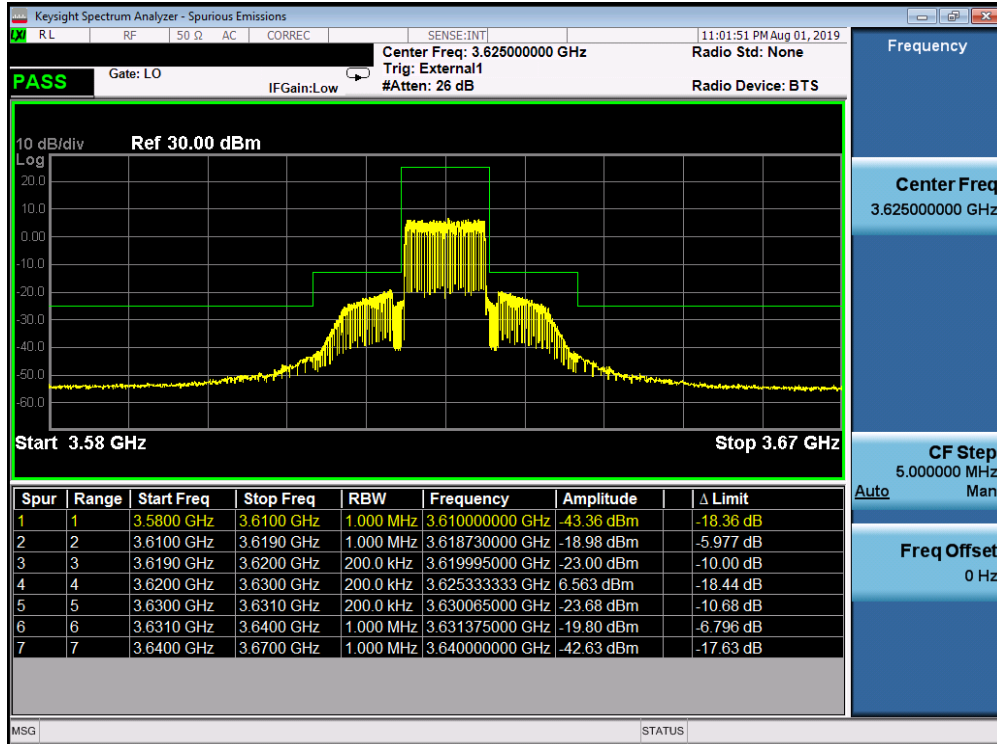 Keysight Spectrum Analyzer - Spurious Emissions
LXI RL RF 50 Ω AC CORREC SENSE:INT 11:01:51 PM Aug 01, 2019
Center Freq: 3.625000000 GHz Radio Std: None
PASS Gate: LO Trig: External1
IFGain:Low #Atten: 26 dB Radio Device: BTS
10 dB/div Ref 30.00 dBm
Log
20.0
10.0
0.00
-10.0
-20.0
-30.0
-40.0
-50.0
-60.0
Start 3.58 GHz Stop 3.67 GHz
Spur Range Start Freq Stop Freq RBW Frequency Amplitude Δ Limit
1 1 3.5800 GHz 3.6100 GHz 1.000 MHz 3.610000000 GHz -43.36 dBm -18.36 dB
2 2 3.6100 GHz 3.6190 GHz 1.000 MHz 3.618730000 GHz -18.98 dBm -5.977 dB
3 3 3.6190 GHz 3.6200 GHz 200.0 kHz 3.619995000 GHz -23.00 dBm -10.00 dB
4 4 3.6200 GHz 3.6300 GHz 200.0 kHz 3.625333333 GHz 6.563 dBm -18.44 dB
5 5 3.6300 GHz 3.6310 GHz 200.0 kHz 3.630065000 GHz -23.68 dBm -10.68 dB
6 6 3.6310 GHz 3.6400 GHz 1.000 MHz 3.631375000 GHz -19.80 dBm -6.796 dB
7 7 3.6400 GHz 3.6700 GHz 1.000 MHz 3.640000000 GHz -42.63 dBm -17.63 dB
MSG STATUS
Frequency
Center Freq
3.625000000 GHz
CF Step
5.000000 MHz
Auto Man
Freq Offset
0 Hz